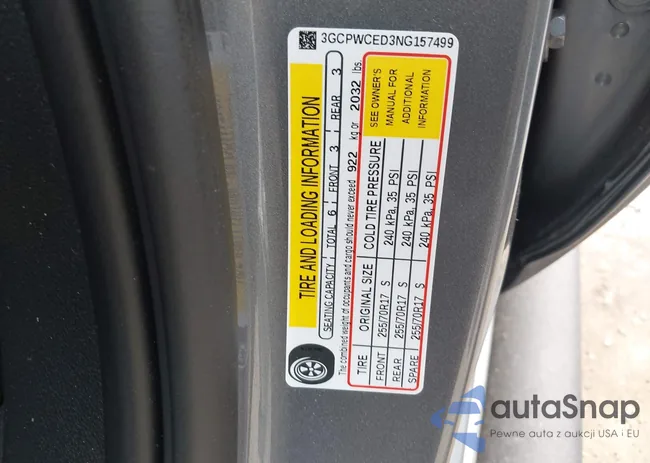 3GCPWCED3NG157499
TIRE AND LOADING INFORMATION
SEATING CAPACITY TOTAL 6 FRONT 3 REAR 3
The combined weight of occupants and cargo should never exceed 922 kg or 2032 lbs.
TIRE ORIGINAL SIZE COLD TIRE PRESSURE
FRONT 255/70R17 S 240 kPa, 35 PSI
REAR 255/70R17 S 240 kPa, 35 PSI
SPARE 255/70R17 S 240 kPa, 35 PSI
SEE OWNER'S
MANUAL FOR
ADDITIONAL
INFORMATION
autaSnap
Pewne auta z aukcji USA i EU